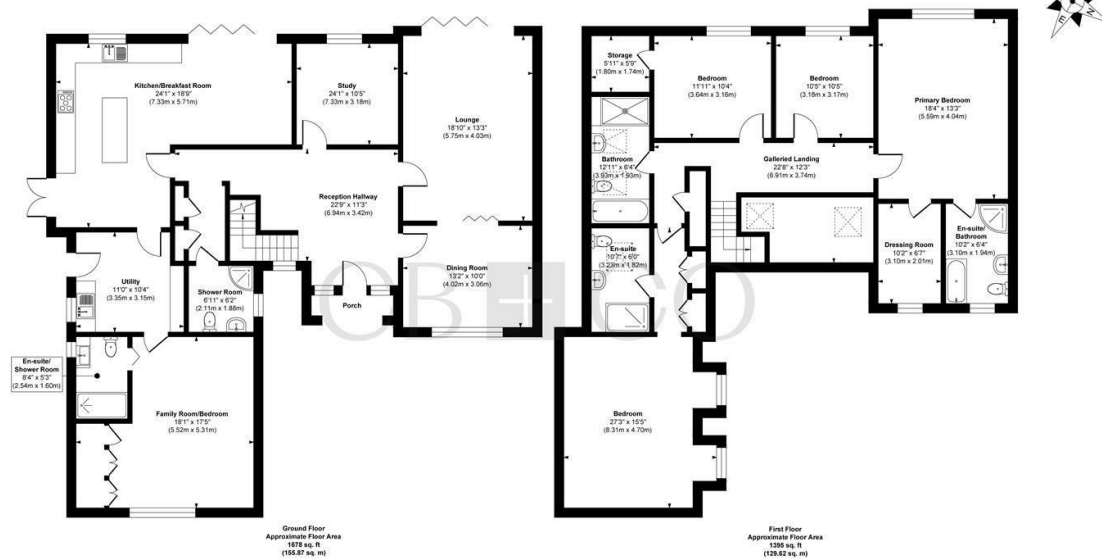 Kitchen/Breakfast Room
24'1" x 18'9"
(7.33m x 5.71m)
Study
24'1" x 10'5"
(7.33m x 3.18m)
Lounge
18'10" x 13'3"
(5.75m x 4.03m)
Reception Hallway
22'9" x 11'3"
(6.94m x 3.42m)
Dining Room
13'2" x 10'0"
(4.02m x 3.06m)
Utility
11'0" x 10'4"
(3.35m x 3.15m)
Shower Room
6'11" x 6'2"
(2.11m x 1.88m)
Porch
En-suite/
Shower Room
8'4" x 5'3"
(2.54m x 1.60m)
Family Room/Bedroom
18'1" x 17'5"
(5.52m x 5.31m)
Ground Floor
Approximate Floor Area
1678 sq. ft
(155.87 sq. m)
Storage
5'11" x 5'9"
(1.80m x 1.74m)
Bedroom
11'11" x 10'4"
(3.64m x 3.16m)
Bedroom
10'5" x 10'5"
(3.18m x 3.17m)
Primary Bedroom
18'4" x 13'3"
(5.59m x 4.04m)
Bathroom
12'11" x 6'4"
(3.93m x 1.93m)
Galleried Landing
22'8" x 12'3"
(6.91m x 3.74m)
En-suite
10'7" x 6'0"
(3.23m x 1.82m)
Dressing Room
10'2" x 6'7"
(3.10m x 2.01m)
En-suite/
Bathroom
10'2" x 6'4"
(3.10m x 1.94m)
Bedroom
27'3" x 15'5"
(8.31m x 4.70m)
First Floor
Approximate Floor Area
1395 sq. ft
(129.62 sq. m)
CB+CO
N
E